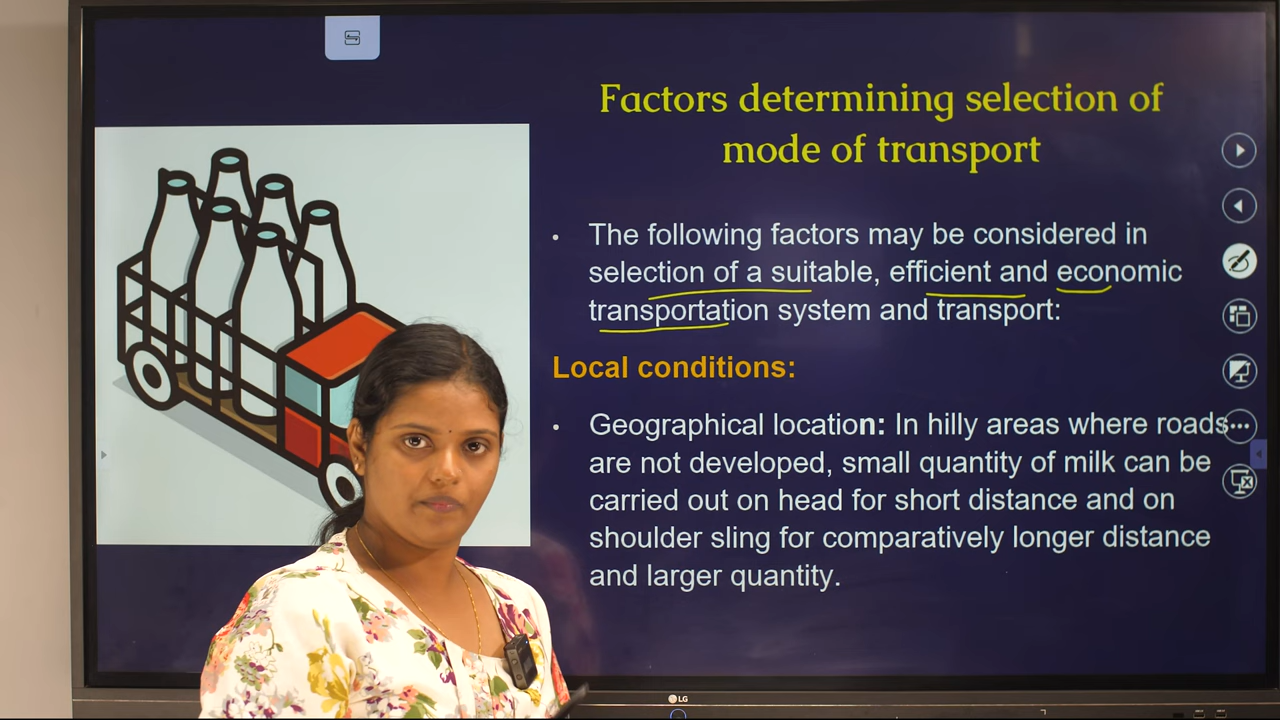 Factors determining selection of
mode of transport
• The following factors may be considered in
selection of a suitable, efficient and economic
transportation system and transport:
Local conditions:
• Geographical location: In hilly areas where roads
are not developed, small quantity of milk can be
carried out on head for short distance and on
shoulder sling for comparatively longer distance
and larger quantity.
LG